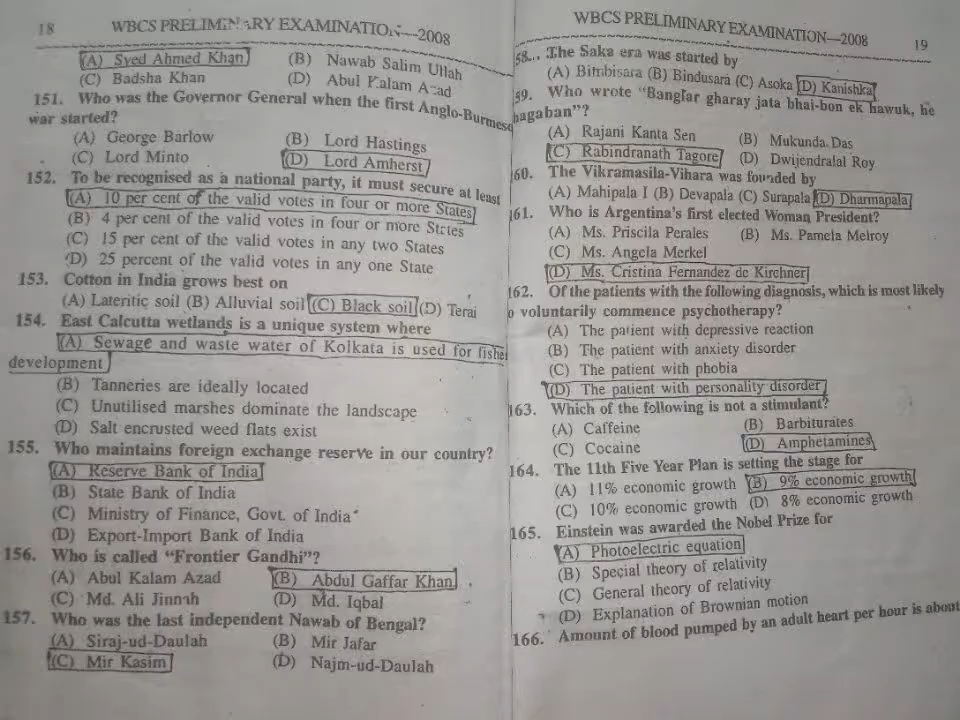 18 WBCS PRELIMINARY EXAMINATION—2008
(A) Syed Ahmed Khan (B) Nawab Salim Ullah
(C) Badsha Khan (D) Abul Kalam Azad
151. Who was the Governor General when the first Anglo-Burmese
war started?
(A) George Barlow (B) Lord Hastings
(C) Lord Minto (D) Lord Amherst
152. To be recognised as a national party, it must secure at least
(A) 10 per cent of the valid votes in four or more States
(B) 4 per cent of the valid votes in four or more States
(C) 15 per cent of the valid votes in any two States
(D) 25 percent of the valid votes in any one State
153. Cotton in India grows best on
(A) Lateritic soil (B) Alluvial soil (C) Black soil (D) Terai
154. East Calcutta wetlands is a unique system where
(A) Sewage and waste water of Kolkata is used for fishe
development
(B) Tanneries are ideally located
(C) Unutilised marshes dominate the landscape
(D) Salt encrusted weed flats exist
155. Who maintains foreign exchange reserve in our country?
(A) Reserve Bank of India
(B) State Bank of India
(C) Ministry of Finance, Govt. of India
(D) Export-Import Bank of India
156. Who is called “Frontier Gandhi”?
(A) Abul Kalam Azad (B) Abdul Gaffar Khan
(C) Md. Ali Jinnah (D) Md. Iqbal
157. Who was the last independent Nawab of Bengal?
(A) Siraj-ud-Daulah (B) Mir Jafar
(C) Mir Kasim (D) Najm-ud-Daulah
WBCS PRELIMINARY EXAMINATION—2008 19
58. The Saka era was started by
(A) Bimbisara (B) Bindusara (C) Asoka (D) Kanishka
59. Who wrote “Banglar gharay jata bhai-bon ek hawuk, he
hagaban”?
(A) Rajani Kanta Sen (B) Mukunda Das
(C) Rabindranath Tagore (D) Dwijendralal Roy
160. The Vikramasila-Vihara was founded by
(A) Mahipala I (B) Devapala (C) Surapala (D) Dharmapala
161. Who is Argentina’s first elected Woman President?
(A) Ms. Priscila Perales (B) Ms. Pamela Melroy
(C) Ms. Angela Merkel
(D) Ms. Cristina Fernandez de Kirchner
162. Of the patients with the following diagnosis, which is most likely
o voluntarily commence psychotherapy?
(A) The patient with depressive reaction
(B) The patient with anxiety disorder
(C) The patient with phobia
(D) The patient with personality disorder
163. Which of the following is not a stimulant?
(A) Caffeine (B) Barbiturates
(C) Cocaine (D) Amphetamines
164. The 11th Five Year Plan is setting the stage for
(A) 11% economic growth (B) 9% economic growth
(C) 10% economic growth (D) 8% economic growth
165. Einstein was awarded the Nobel Prize for
(A) Photoelectric equation
(B) Special theory of relativity
(C) General theory of relativity
(D) Explanation of Brownian motion
166. Amount of blood pumped by an adult heart per hour is about